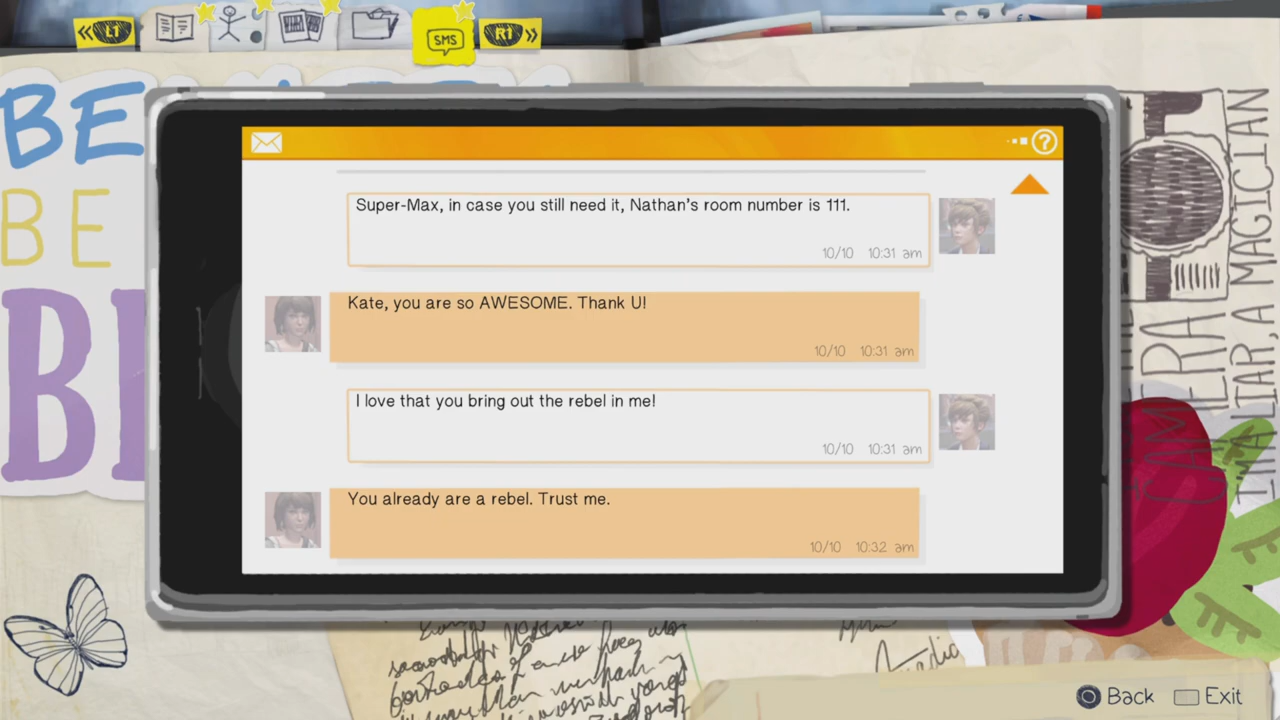 L1
SMS
R1
BE
BE
Super-Max, in case you still need it, Nathan's room number is 111.
10/10 10:31 am
Kate, you are so AWESOME. Thank U!
10/10 10:31 am
I love that you bring out the rebel in me!
10/10 10:31 am
You already are a rebel. Trust me.
10/10 10:32 am
CAMERA
I'M A LIAR, A MAGICIAN
Back
Exit